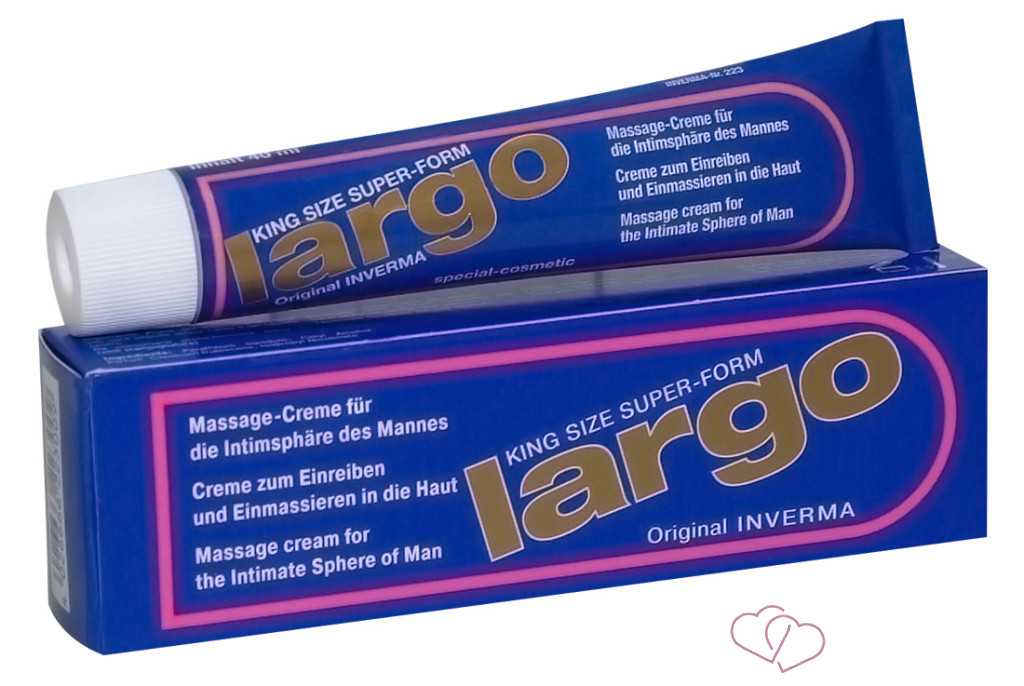 INVERMA-Nr. 223
Inhalt 40 ml
KING SIZE SUPER-FORM
largo
Original INVERMA
special-cosmetic
Massage-Creme für
die Intimsphäre des Mannes
Creme zum Einreiben
und Einmassieren in die Haut
Massage cream for
the Intimate Sphere of Man
Massage-Creme für
die Intimsphäre des Mannes
Creme zum Einreiben
und Einmassieren in die Haut
Massage cream for
the Intimate Sphere of Man
KING SIZE SUPER-FORM
largo
Original INVERMA